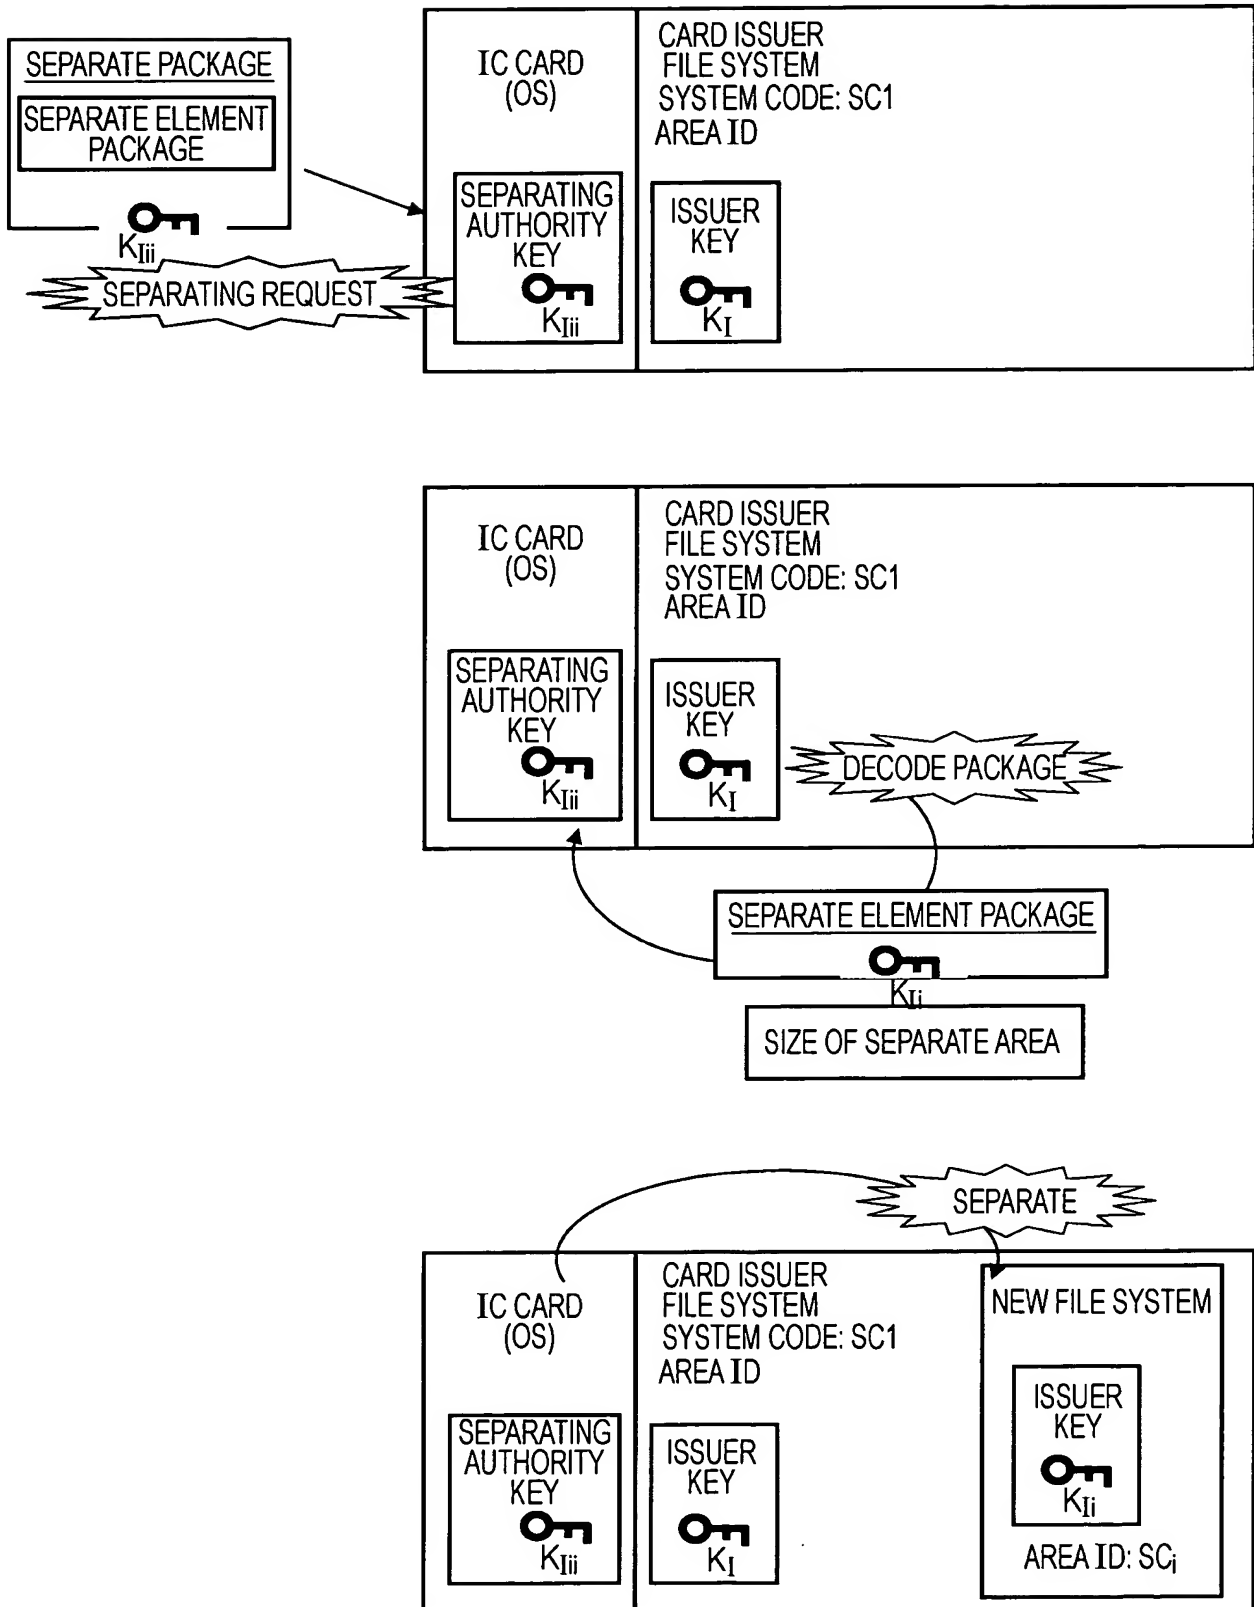 SEPARATE PACKAGE
SEPARATE ELEMENT
PACKAGE
KIii
SEPARATING REQUEST
IC CARD
(OS)
SEPARATING
AUTHORITY
KEY
KIii
CARD ISSUER
FILE SYSTEM
SYSTEM CODE: SC1
AREA ID
ISSUER
KEY
KI
IC CARD
(OS)
SEPARATING
AUTHORITY
KEY
KIii
CARD ISSUER
FILE SYSTEM
SYSTEM CODE: SC1
AREA ID
ISSUER
KEY
KI
DECODE PACKAGE
SEPARATE ELEMENT PACKAGE
KIi
SIZE OF SEPARATE AREA
SEPARATE
IC CARD
(OS)
SEPARATING
AUTHORITY
KEY
KIii
CARD ISSUER
FILE SYSTEM
SYSTEM CODE: SC1
AREA ID
ISSUER
KEY
KI
NEW FILE SYSTEM
ISSUER
KEY
KIi
AREA ID: SCi